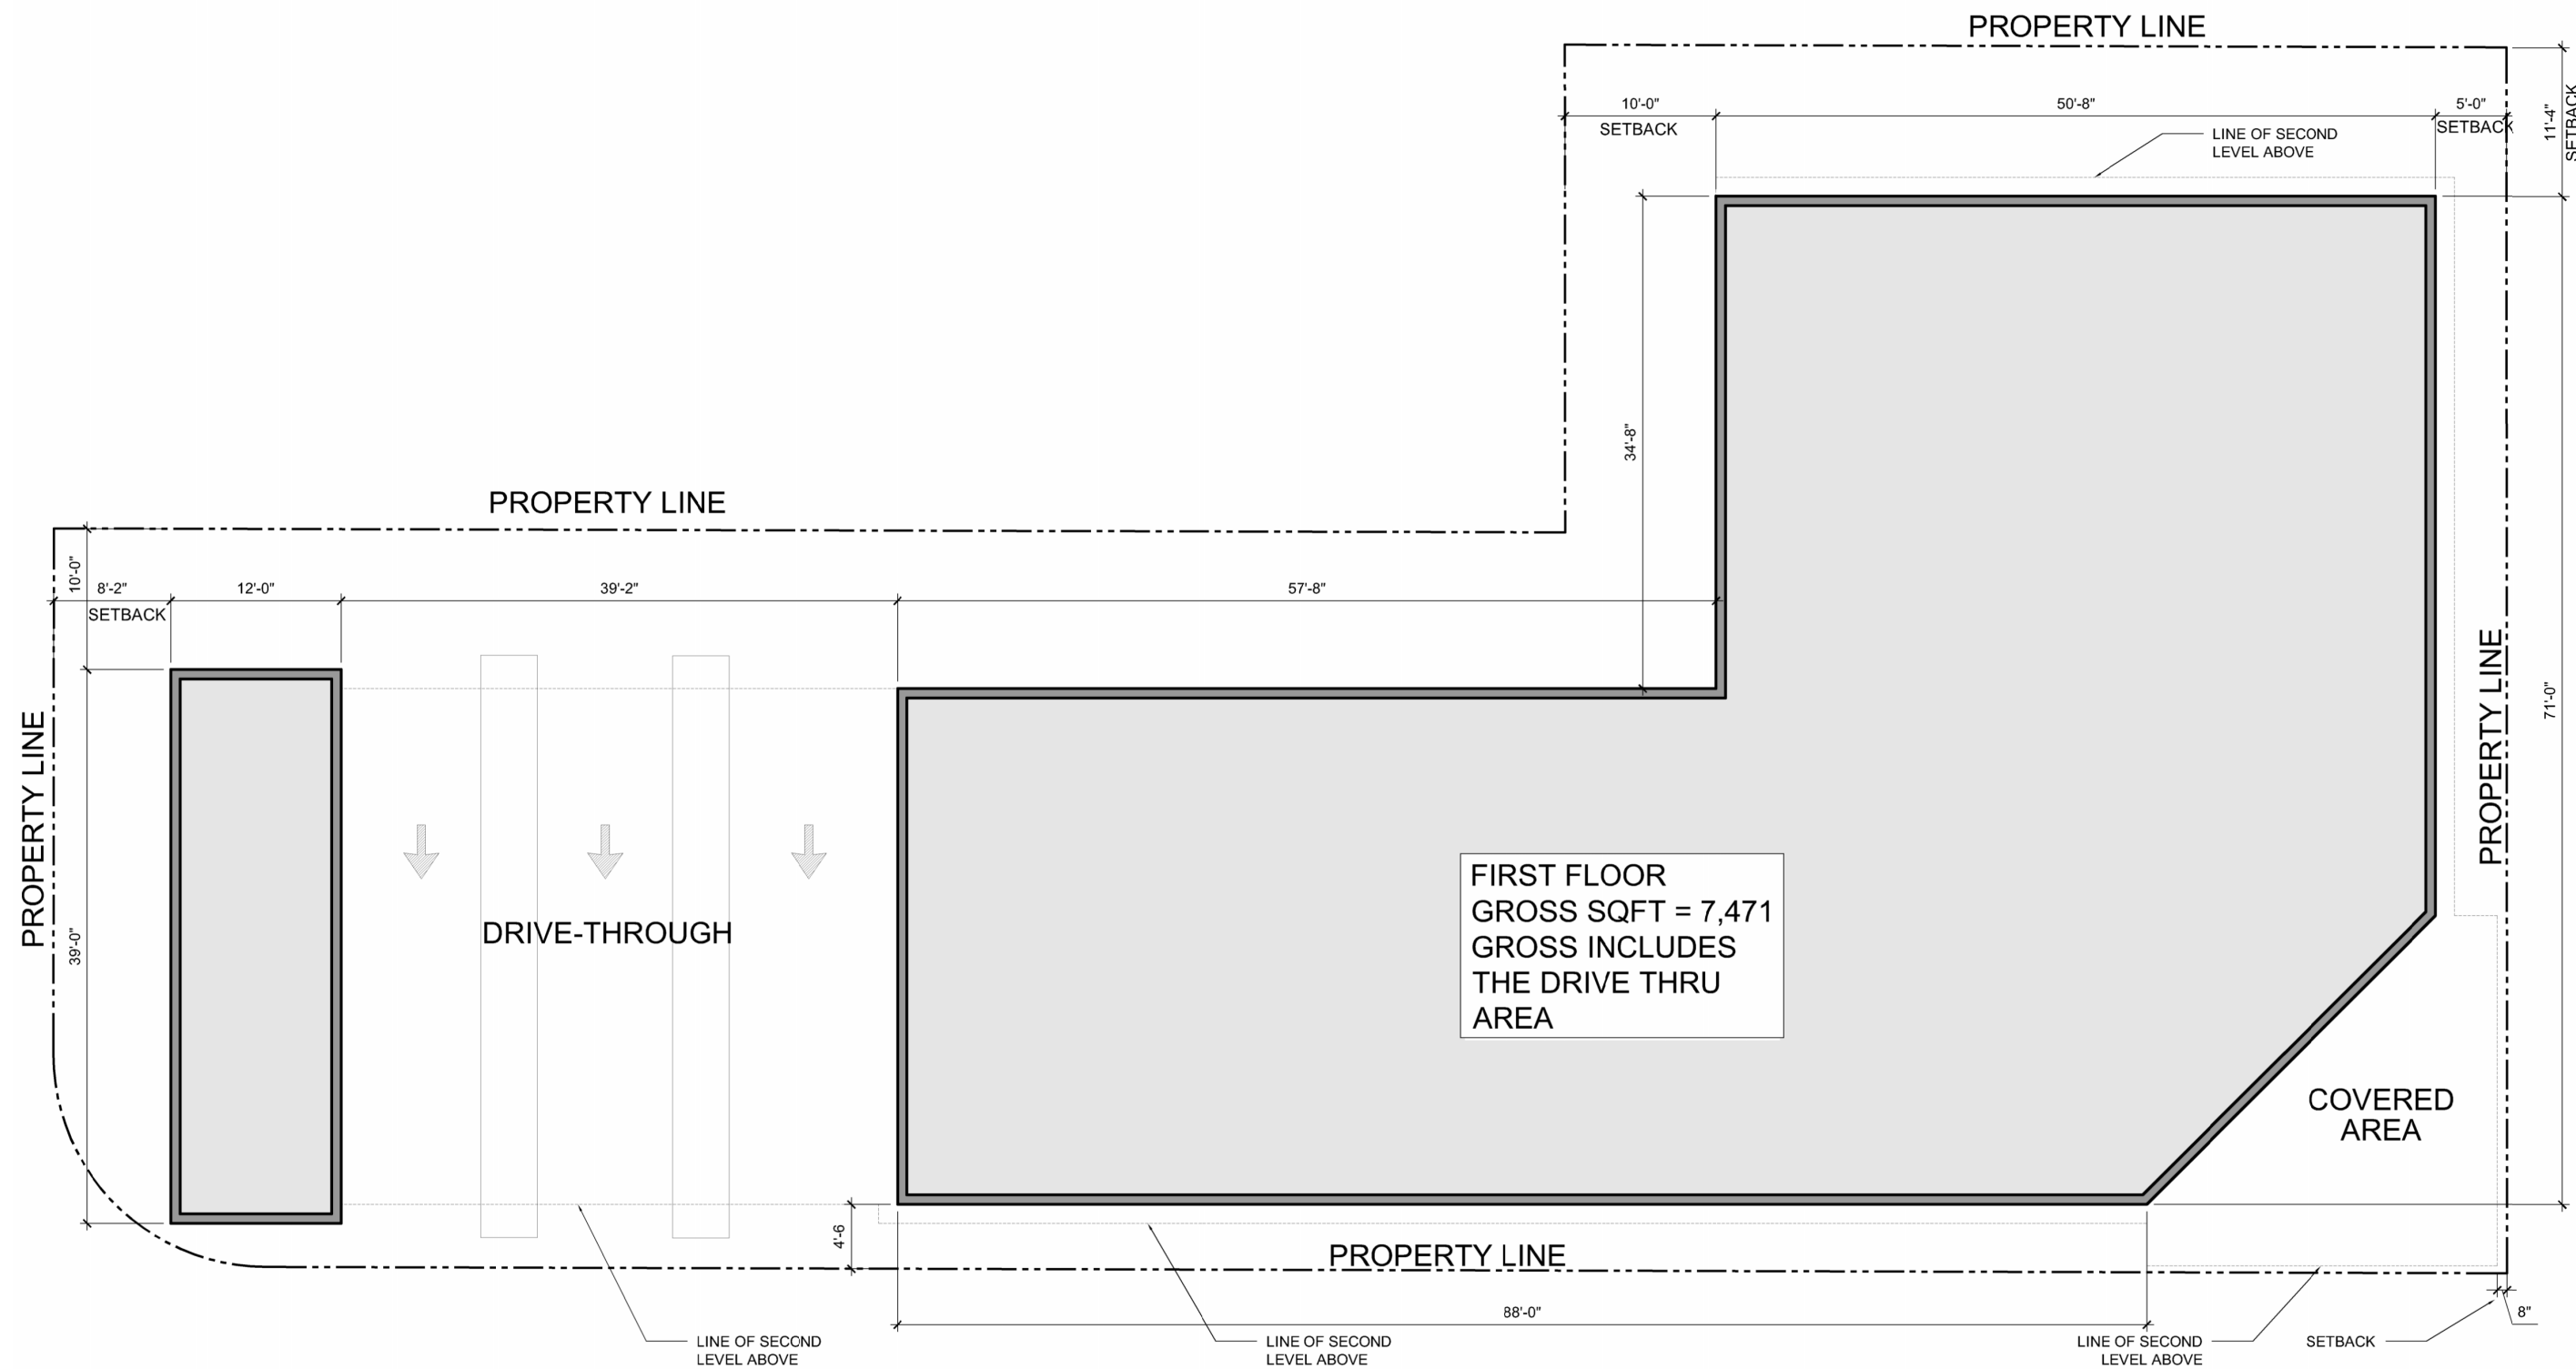 PROPERTY LINE
10'-0"
50'-8"
5'-0"
SETBACK
SETBACK
11'-4"
SETBACK
LINE OF SECOND
LEVEL ABOVE
34'-8"
PROPERTY LINE
10'-0"
8'-2"
12'-0"
39'-2"
57'-8"
SETBACK
PROPERTY LINE
PROPERTY LINE
71'-0"
39'-0"
DRIVE-THROUGH
FIRST FLOOR
GROSS SQFT = 7,471
GROSS INCLUDES
THE DRIVE THRU
AREA
COVERED
AREA
4'-6
PROPERTY LINE
88'-0"
8"
LINE OF SECOND
LEVEL ABOVE
LINE OF SECOND
LEVEL ABOVE
LINE OF SECOND
LEVEL ABOVE
SETBACK